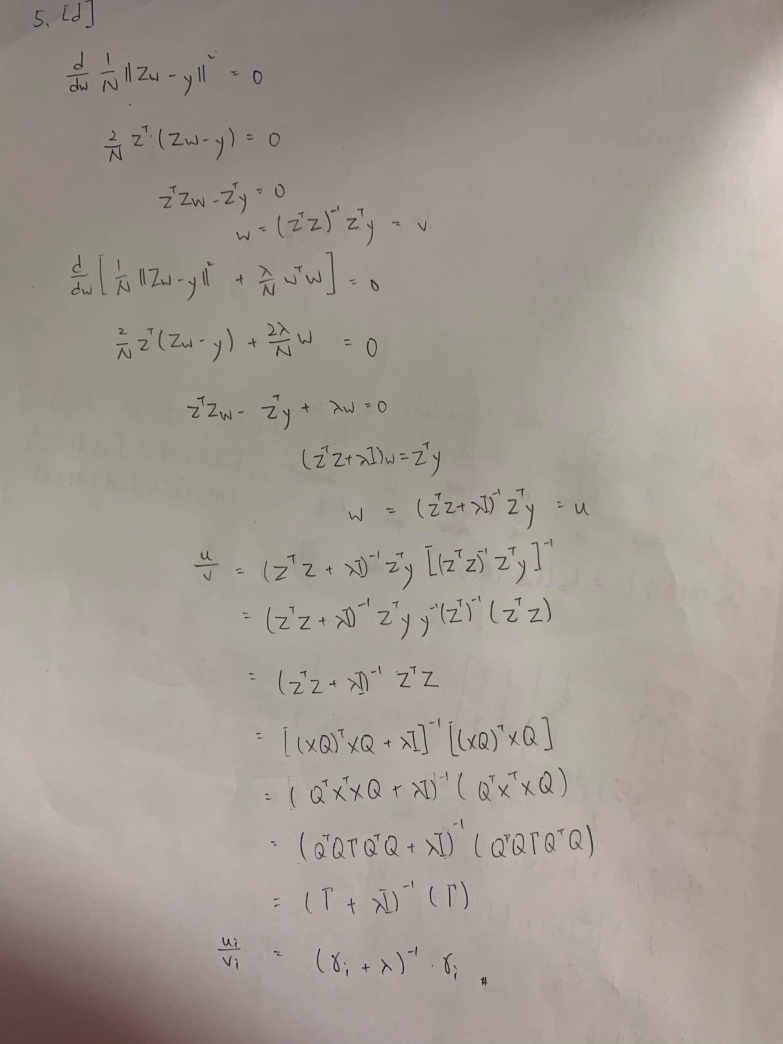 5. [d]
d/dw 1/N ||Zw - y||² = 0
2/N Zᵀ(Zw - y) = 0
ZᵀZw - Zᵀy = 0
w = (ZᵀZ)⁻¹ Zᵀy = v
d/dw [ 1/N ||Zw - y||² + λ/N wᵀw ] = 0
2/N Zᵀ(Zw - y) + 2λ/N w = 0
ZᵀZw - Zᵀy + λw = 0
(ZᵀZ + λI)w = Zᵀy
w = (ZᵀZ + λI)⁻¹ Zᵀy = u
u/v = (ZᵀZ + λI)⁻¹ Zᵀy [(ZᵀZ)⁻¹ Zᵀy]⁻¹
= (ZᵀZ + λI)⁻¹ Zᵀy y⁻¹(Zᵀ)⁻¹ (ZᵀZ)
= (ZᵀZ + λI)⁻¹ ZᵀZ
= [(XQ)ᵀXQ + λI]⁻¹ [(XQ)ᵀXQ]
= (QᵀXᵀXQ + λI)⁻¹ (QᵀXᵀXQ)
= (QᵀQΓQᵀQ + λI)⁻¹ (QᵀQΓQᵀQ)
= (Γ + λI)⁻¹ (Γ)
uᵢ/vᵢ = (γᵢ + λ)⁻¹ · γᵢ #